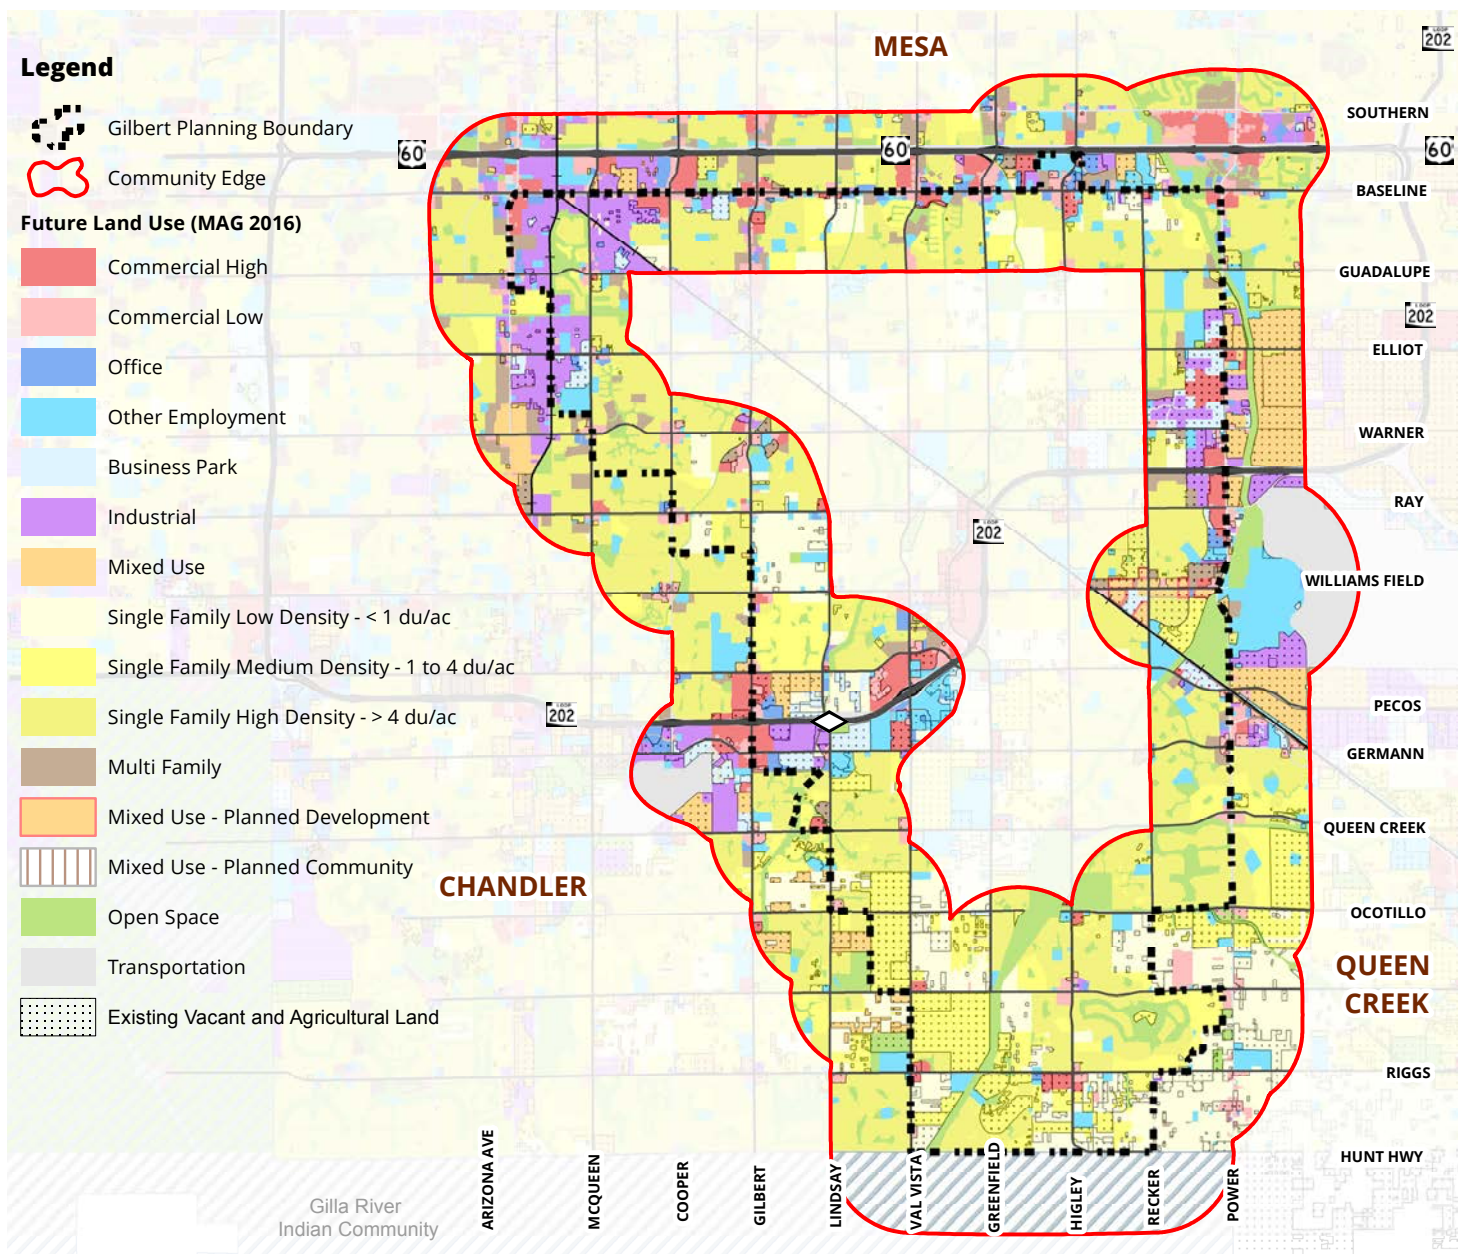 MESA
LOOP
202
Legend
Gilbert Planning Boundary
Community Edge
Future Land Use (MAG 2016)
Commercial High
Commercial Low
Office
Other Employment
Business Park
Industrial
Mixed Use
Single Family Low Density - < 1 du/ac
Single Family Medium Density - 1 to 4 du/ac
Single Family High Density - > 4 du/ac
Multi Family
Mixed Use - Planned Development
Mixed Use - Planned Community
Open Space
Transportation
Existing Vacant and Agricultural Land
60
60
60
SOUTHERN
BASELINE
GUADALUPE
LOOP
202
ELLIOT
WARNER
RAY
LOOP
202
WILLIAMS FIELD
LOOP
202
PECOS
GERMANN
QUEEN CREEK
CHANDLER
OCOTILLO
QUEEN
CREEK
RIGGS
HUNT HWY
ARIZONA AVE
MCQUEEN
COOPER
GILBERT
LINDSAY
VAL VISTA
GREENFIELD
HIGLEY
RECKER
POWER
Gilla River
Indian Community